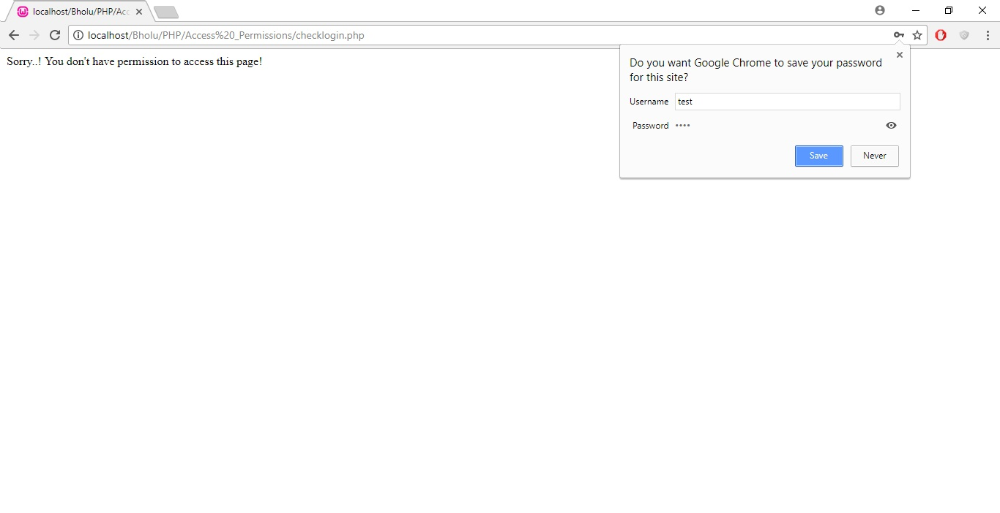 localhost/Bholu/PHP/Acc
localhost/Bholu/PHP/Access%20_Permissions/checklogin.php
Sorry..! You don't have permission to access this page!
Do you want Google Chrome to save your password
for this site?
Username test
Password ••••
Save Never